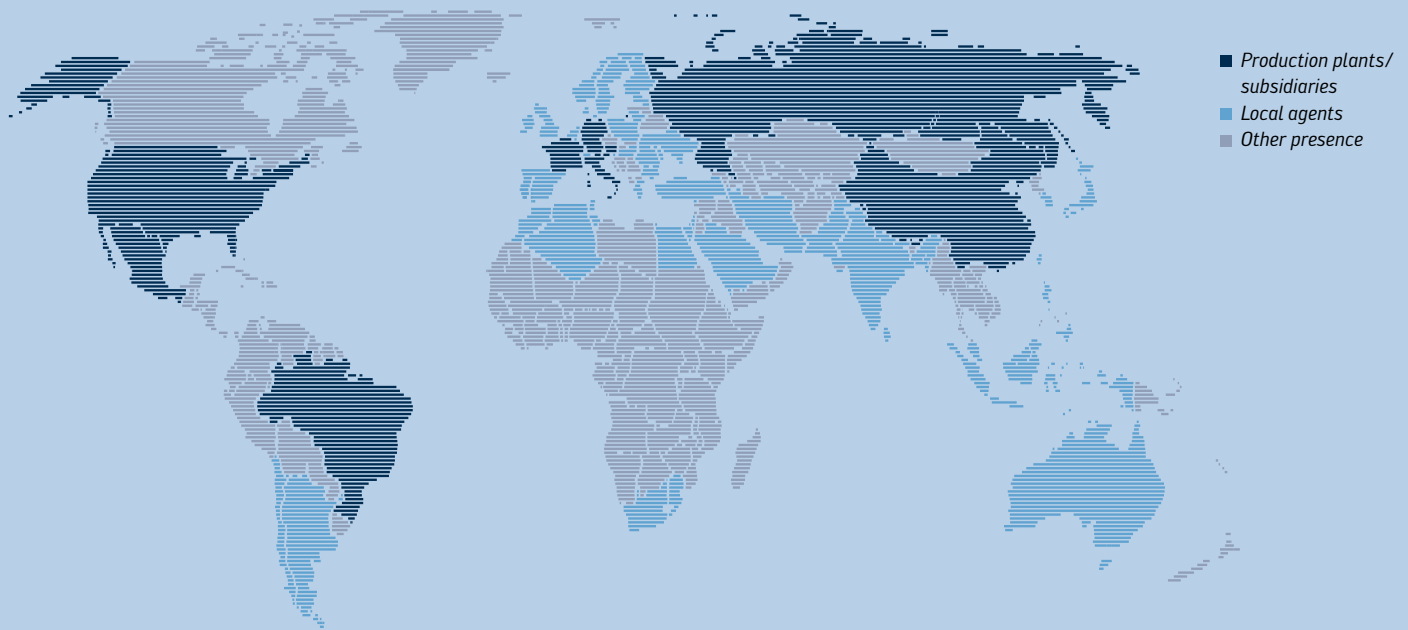 Production plants/
subsidiaries
Local agents
Other presence